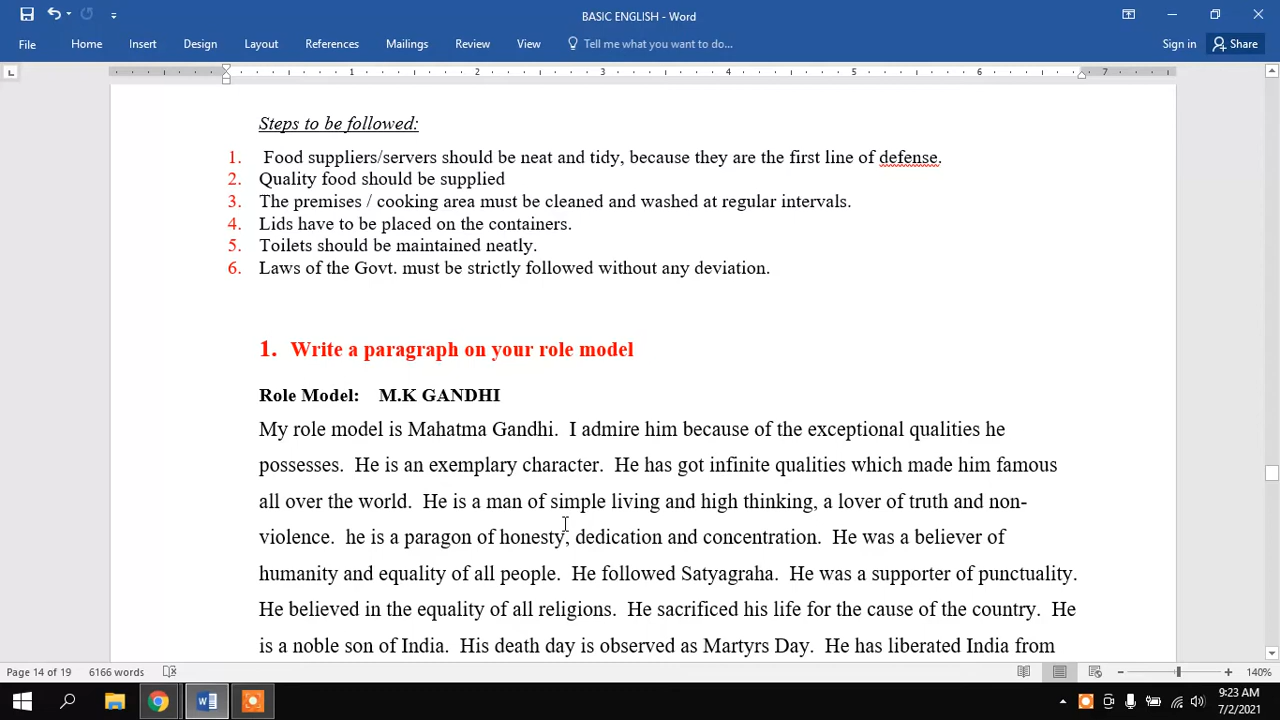 BASIC ENGLISH - Word
File Home Insert Design Layout References Mailings Review View Tell me what you want to do... Sign in Share
1 2 3 4 5 6 7
Steps to be followed:
1. Food suppliers/servers should be neat and tidy, because they are the first line of defense.
2. Quality food should be supplied
3. The premises / cooking area must be cleaned and washed at regular intervals.
4. Lids have to be placed on the containers.
5. Toilets should be maintained neatly.
6. Laws of the Govt. must be strictly followed without any deviation.
1. Write a paragraph on your role model
Role Model: M.K GANDHI
My role model is Mahatma Gandhi. I admire him because of the exceptional qualities he
possesses. He is an exemplary character. He has got infinite qualities which made him famous
all over the world. He is a man of simple living and high thinking, a lover of truth and non-
violence. he is a paragon of honesty, dedication and concentration. He was a believer of
humanity and equality of all people. He followed Satyagraha. He was a supporter of punctuality.
He believed in the equality of all religions. He sacrificed his life for the cause of the country. He
is a noble son of India. His death day is observed as Martyrs Day. He has liberated India from
Page 14 of 19 6166 words 140%
9:23 AM
7/2/2021